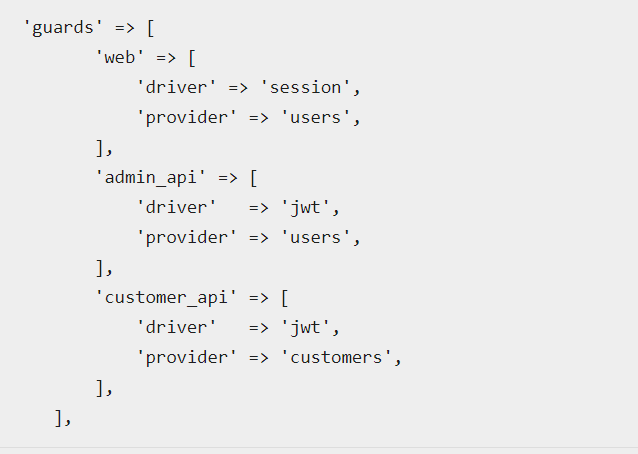 'guards' => [
'web' => [
'driver' => 'session',
'provider' => 'users',
],
'admin_api' => [
'driver'   => 'jwt',
'provider' => 'users',
],
'customer_api' => [
'driver'   => 'jwt',
'provider' => 'customers',
],
],